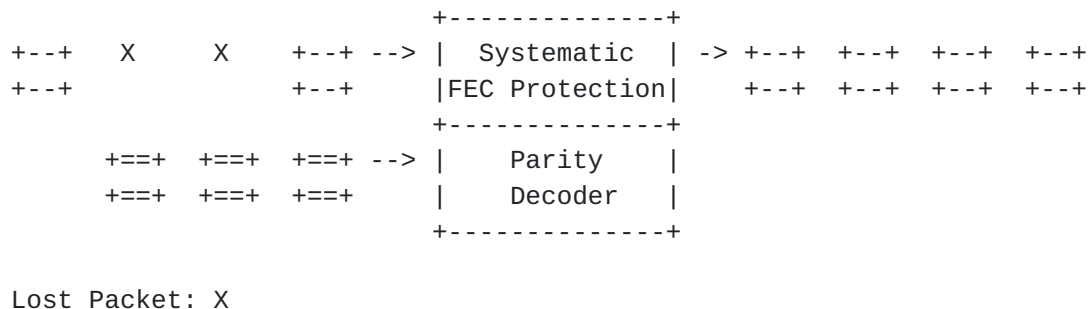 +--------------+
+--+   X     X    +--+ --> |  Systematic  | -> +--+  +--+  +--+  +--+
+--+              +--+     |FEC Protection|    +--+  +--+  +--+  +--+
                           +--------------+
      +==+  +==+  +==+ --> |    Parity    |
      +==+  +==+  +==+     |    Decoder   |
                           +--------------+
Lost Packet: X